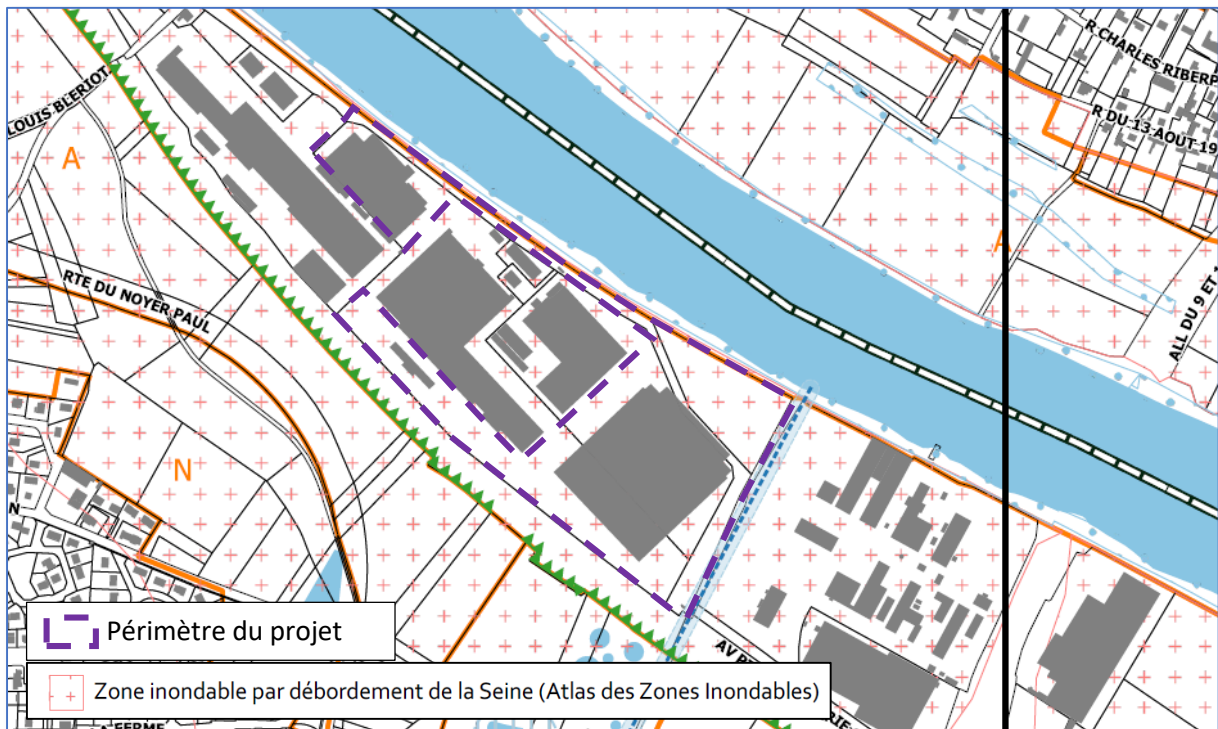 R CHARLES RIBERP
R DU 13 AOUT 19
LOUIS BLERIOT
A
A
ALL DU 9 ET
RTE DU NOYER PAUL
N
N
Périmètre du projet
Zone inondable par débordement de la Seine (Atlas des Zones Inondables)
AV P
RIE
A FERME